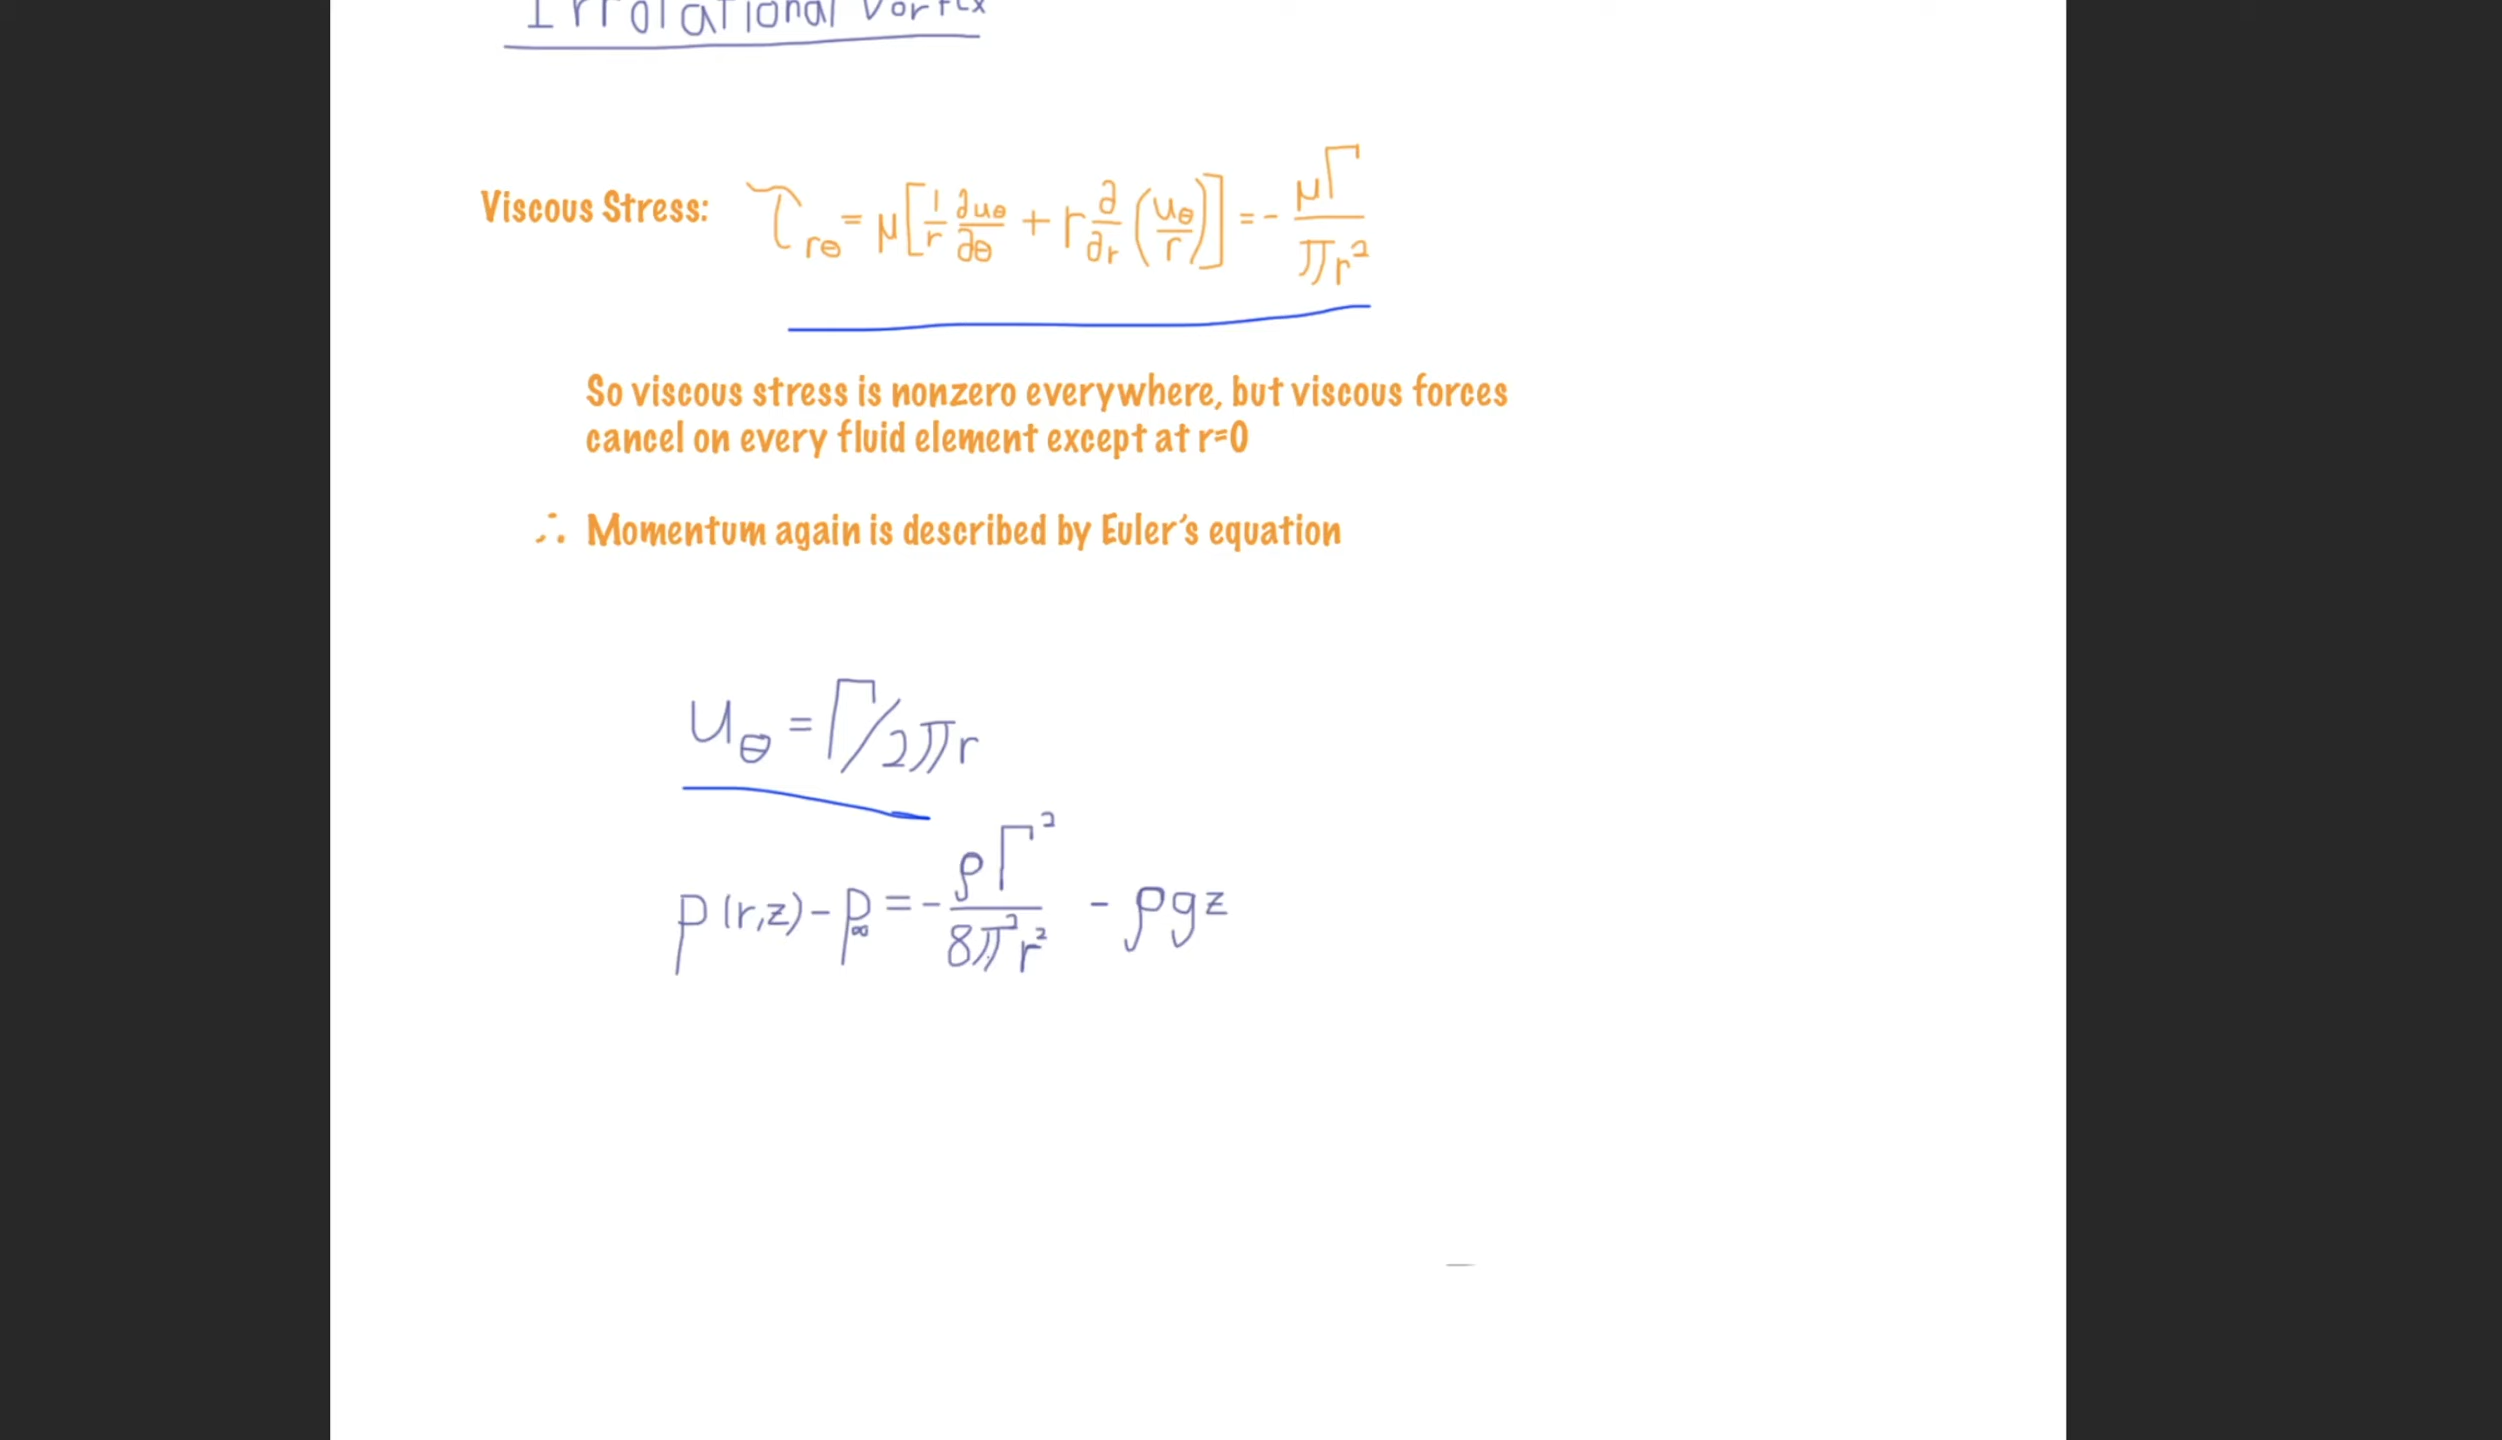 Irrotational Vortex
Viscous Stress: τ_rθ = μ[1/r ∂u_θ/∂θ + r ∂/∂r (u_θ/r)] = - μΓ/πr²
So viscous stress is nonzero everywhere, but viscous forces
cancel on every fluid element except at r=0
∴ Momentum again is described by Euler's equation
u_θ = Γ/2πr
p(r,z) - p_∞ = - ρΓ²/8π²r² - ρgz